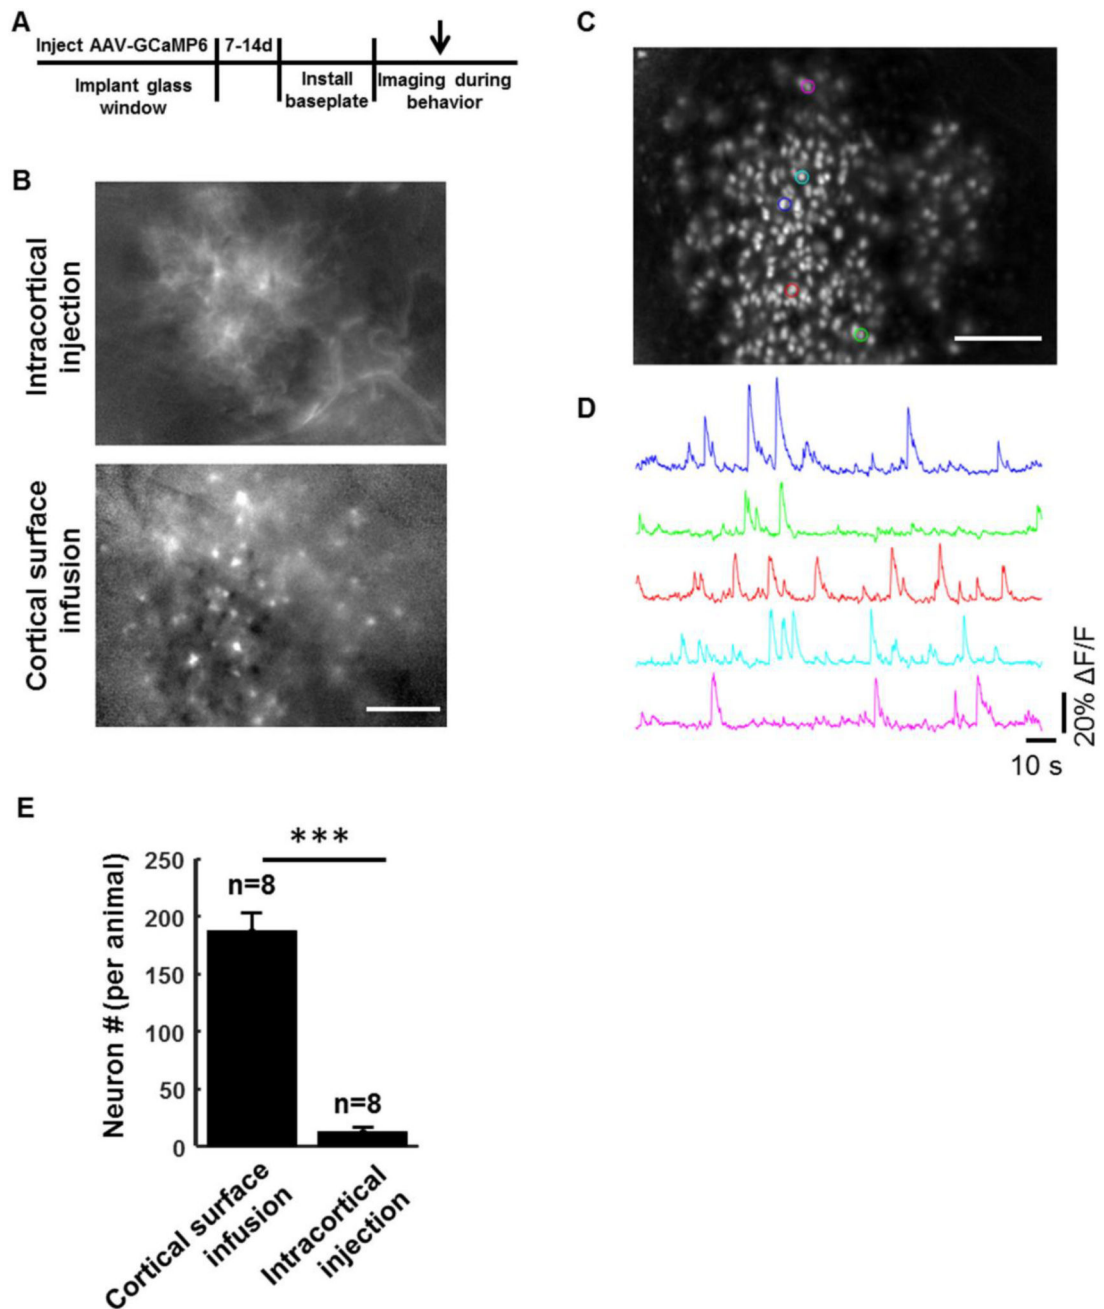 A
Inject AAV-GCaMP6
7-14d
Implant glass
window
Install
baseplate
Imaging during
behavior
B
Intracortical
injection
Cortical surface
infusion
C
D
20% ΔF/F
10 s
E
***
Neuron # (per animal)
250
200
150
100
50
0
n=8
n=8
Cortical surface
infusion
Intracortical
injection